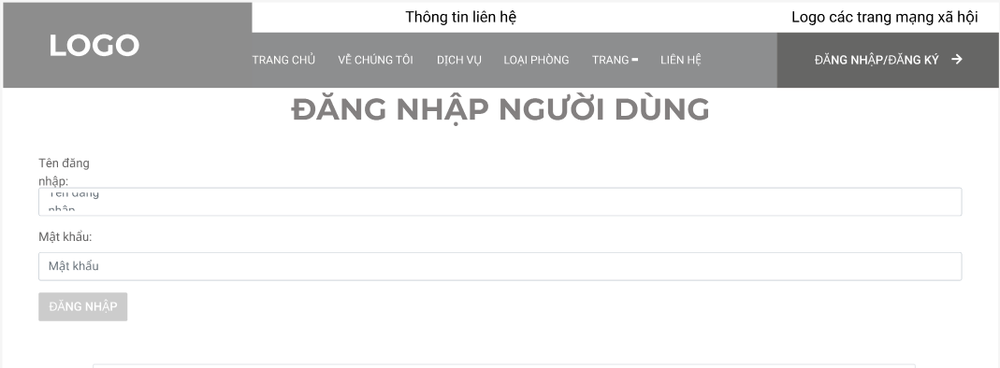 Thông tin liên hệ
Logo các trang mạng xã hội
LOGO
TRANG CHỦ VỀ CHÚNG TÔI DỊCH VỤ LOẠI PHÒNG TRANG LIÊN HỆ
ĐĂNG NHẬP/ĐĂNG KÝ
ĐĂNG NHẬP NGƯỜI DÙNG
Tên đăng
nhập:
Tên đăng
nhập
Mật khẩu:
Mật khẩu
ĐĂNG NHẬP